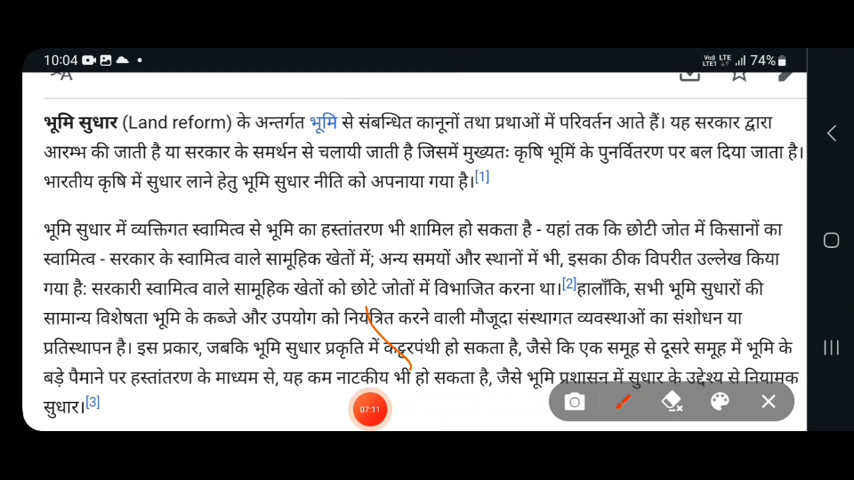 10:04
VoD LTE
LTE1
74%
भूमि सुधार (Land reform) के अन्तर्गत भूमि से संबन्धित कानूनों तथा प्रथाओं में परिवर्तन आते हैं। यह सरकार द्वारा
आरम्भ की जाती है या सरकार के समर्थन से चलायी जाती है जिसमें मुख्यतः कृषि भूमिं के पुनर्वितरण पर बल दिया जाता है।
भारतीय कृषि में सुधार लाने हेतु भूमि सुधार नीति को अपनाया गया है।[1]
भूमि सुधार में व्यक्तिगत स्वामित्व से भूमि का हस्तांतरण भी शामिल हो सकता है - यहां तक कि छोटी जोत में किसानों का
स्वामित्व - सरकार के स्वामित्व वाले सामूहिक खेतों में; अन्य समयों और स्थानों में भी, इसका ठीक विपरीत उल्लेख किया
गया है: सरकारी स्वामित्व वाले सामूहिक खेतों को छोटे जोतों में विभाजित करना था।[2]हालाँकि, सभी भूमि सुधारों की
सामान्य विशेषता भूमि के कब्जे और उपयोग को नियंत्रित करने वाली मौजूदा संस्थागत व्यवस्थाओं का संशोधन या
प्रतिस्थापन है। इस प्रकार, जबकि भूमि सुधार प्रकृति में कट्टरपंथी हो सकता है, जैसे कि एक समूह से दूसरे समूह में भूमि के
बड़े पैमाने पर हस्तांतरण के माध्यम से, यह कम नाटकीय भी हो सकता है, जैसे भूमि प्रशासन में सुधार के उद्देश्य से नियामक
सुधार।[3]
07:11